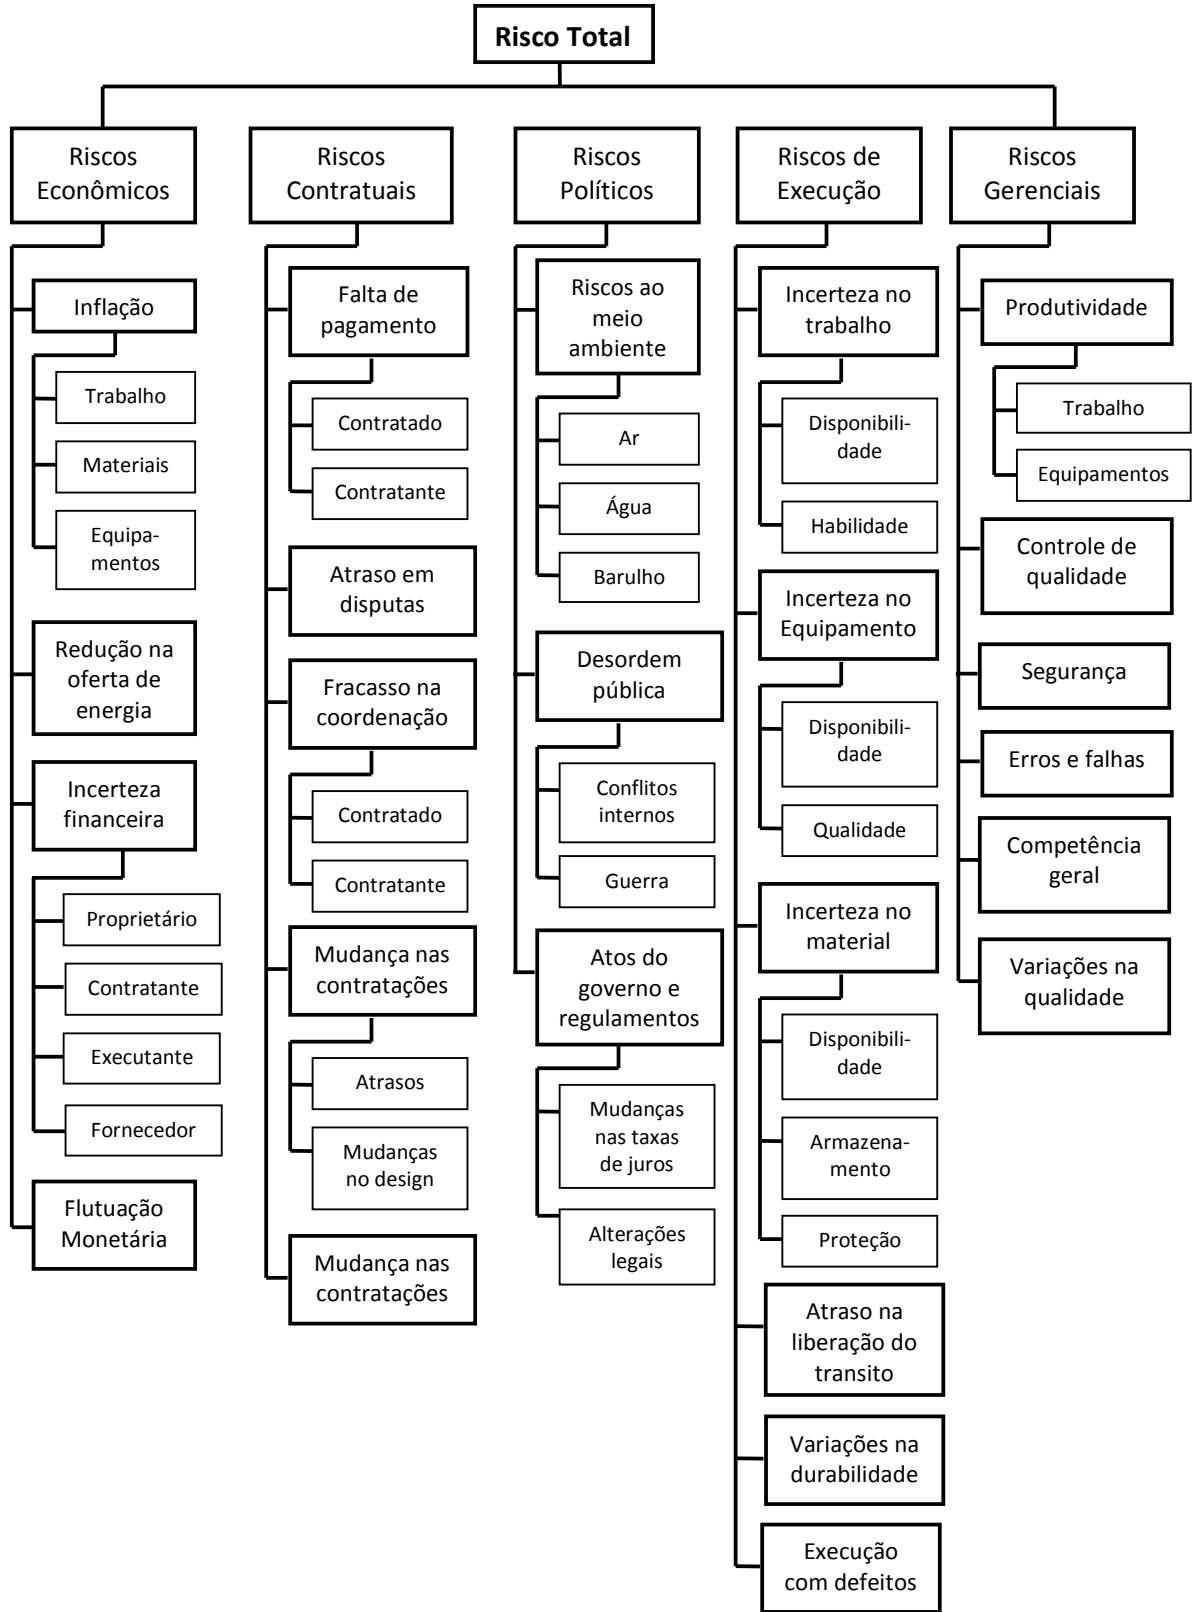 Risco Total
Riscos
Econômicos
Inflação
Trabalho
Materiais
Equipa-
mentos
Redução na
oferta de
energia
Incerteza
financeira
Proprietário
Contratante
Executante
Fornecedor
Flutuação
Monetária
Riscos
Contratuais
Falta de
pagamento
Contratado
Contratante
Atraso em
disputas
Fracasso na
coordenação
Contratado
Contratante
Mudança nas
contratações
Atrasos
Mudanças
no design
Mudança nas
contratações
Riscos
Políticos
Riscos ao
meio
ambiente
Ar
Água
Barulho
Desordem
pública
Conflitos
internos
Guerra
Atos do
governo e
regulamentos
Mudanças
nas taxas
de juros
Alterações
legais
Riscos de
Execução
Incerteza no
trabalho
Disponibili-
dade
Habilidade
Incerteza no
Equipamento
Disponibili-
dade
Qualidade
Incerteza no
material
Disponibili-
dade
Armazena-
mento
Proteção
Atraso na
liberação do
transito
Variações na
durabilidade
Execução
com defeitos
Riscos
Gerenciais
Produtividade
Trabalho
Equipamentos
Controle de
qualidade
Segurança
Erros e falhas
Competência
geral
Variações na
qualidade